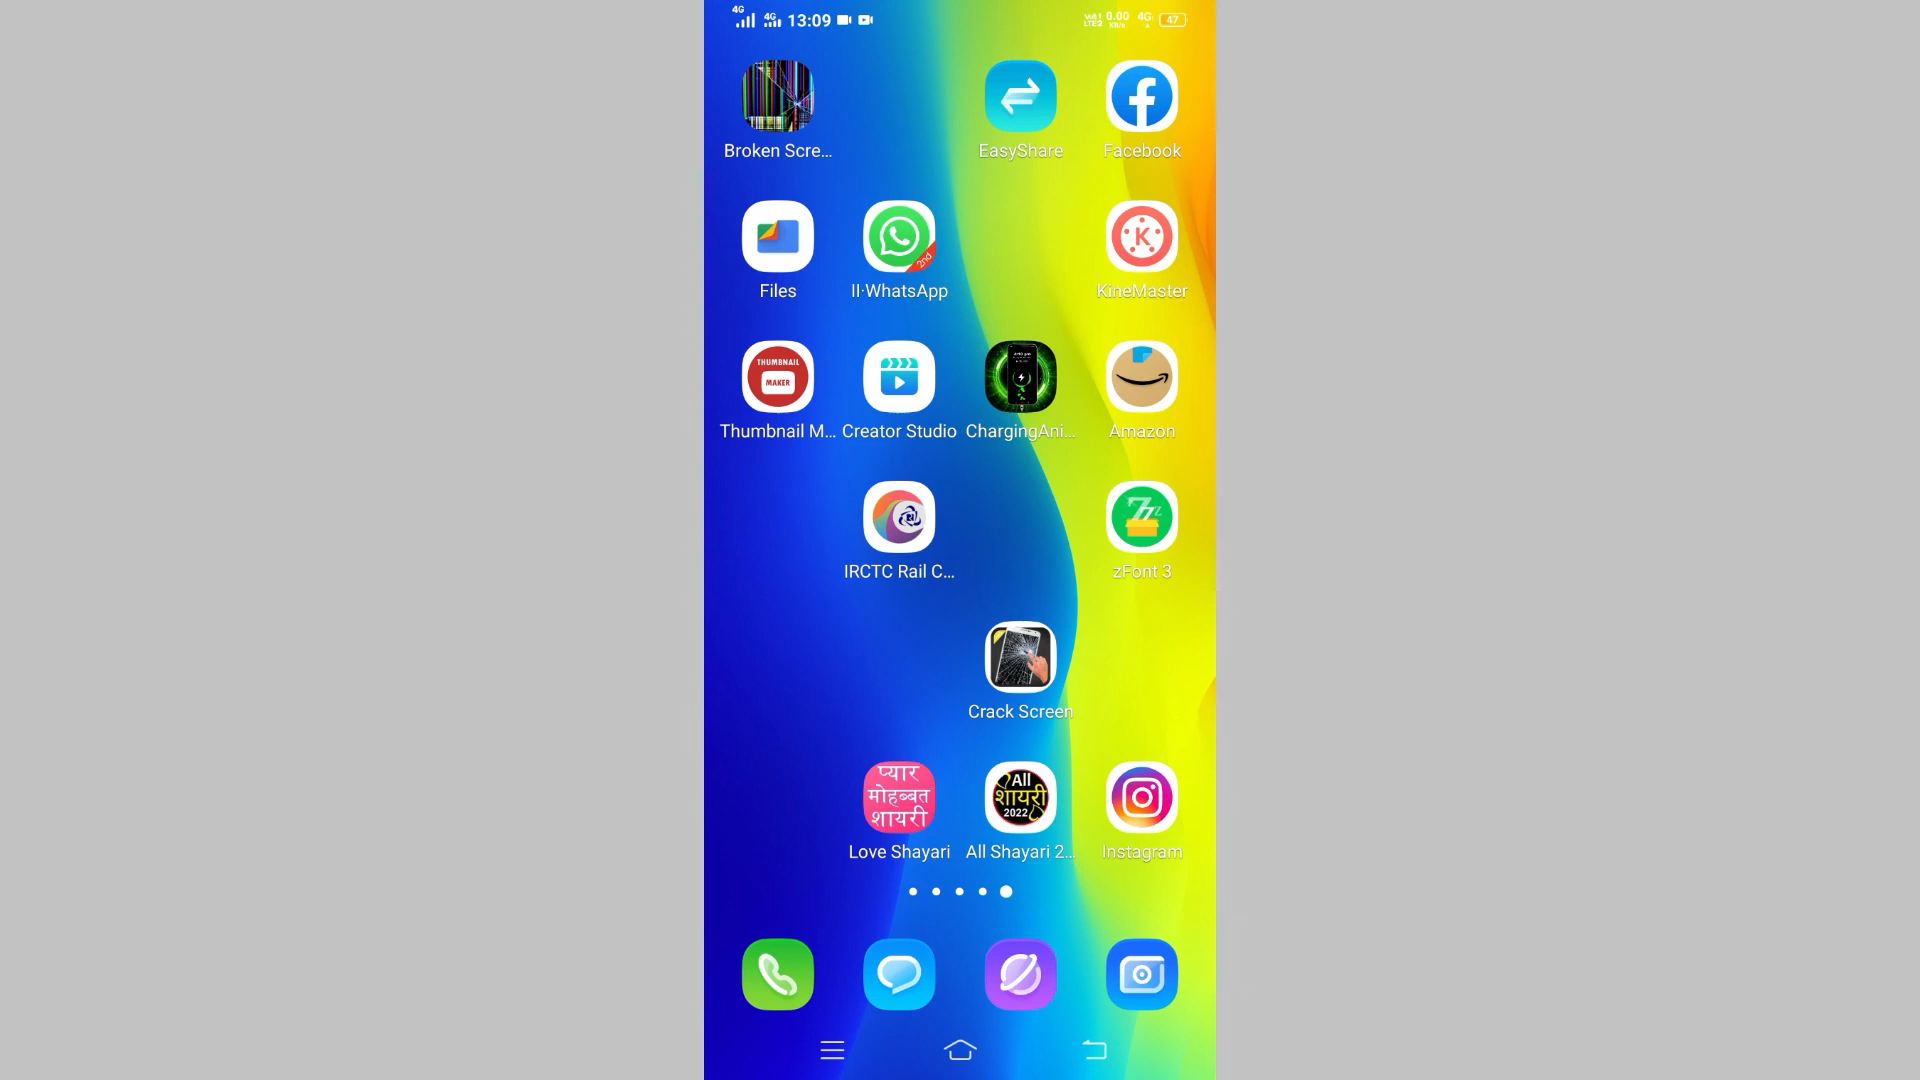 4G 4G 13:09 0.00 KB/s 4G 47
Broken Scre...
EasyShare
Facebook
2nd
K
Files
II·WhatsApp
KineMaster
THUMBNAIL
MAKER
Thumbnail M...
Creator Studio
ChargingAni...
Amazon
IRCTC Rail C...
zFont 3
Crack Screen
प्यार
मोहब्बत
शायरी
All
शायरी
2022
Love Shayari
All Shayari 2...
Instagram